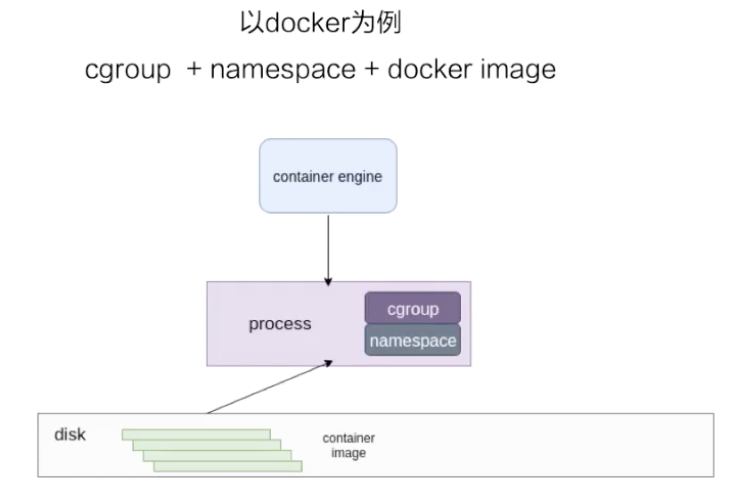 以docker为例
cgroup + namespace + docker image
container engine
process
cgroup
namespace
disk
container
image